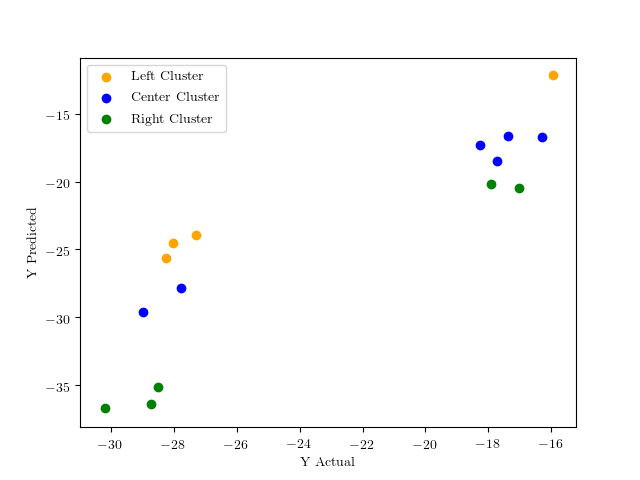 Left Cluster
Center Cluster
Right Cluster
−15
−20
−25
−30
−35
Y Predicted
−30 −28 −26 −24 −22 −20 −18 −16
Y Actual